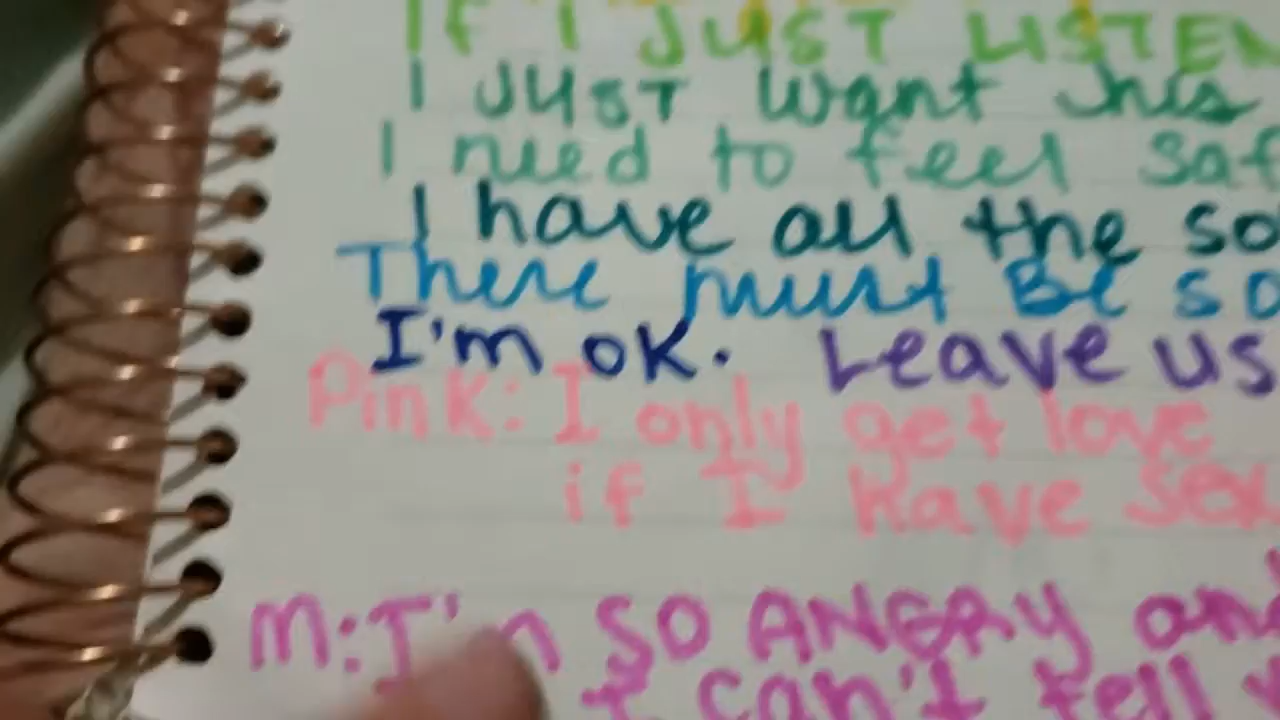 If I JUST LISTEN
I JUST want this
I need to feel saf
I have all the so
There must BE so
I'm OK. Leave us
Pink: I only get love
if I have sex
M: I'm SO ANGRY and
I can't tell